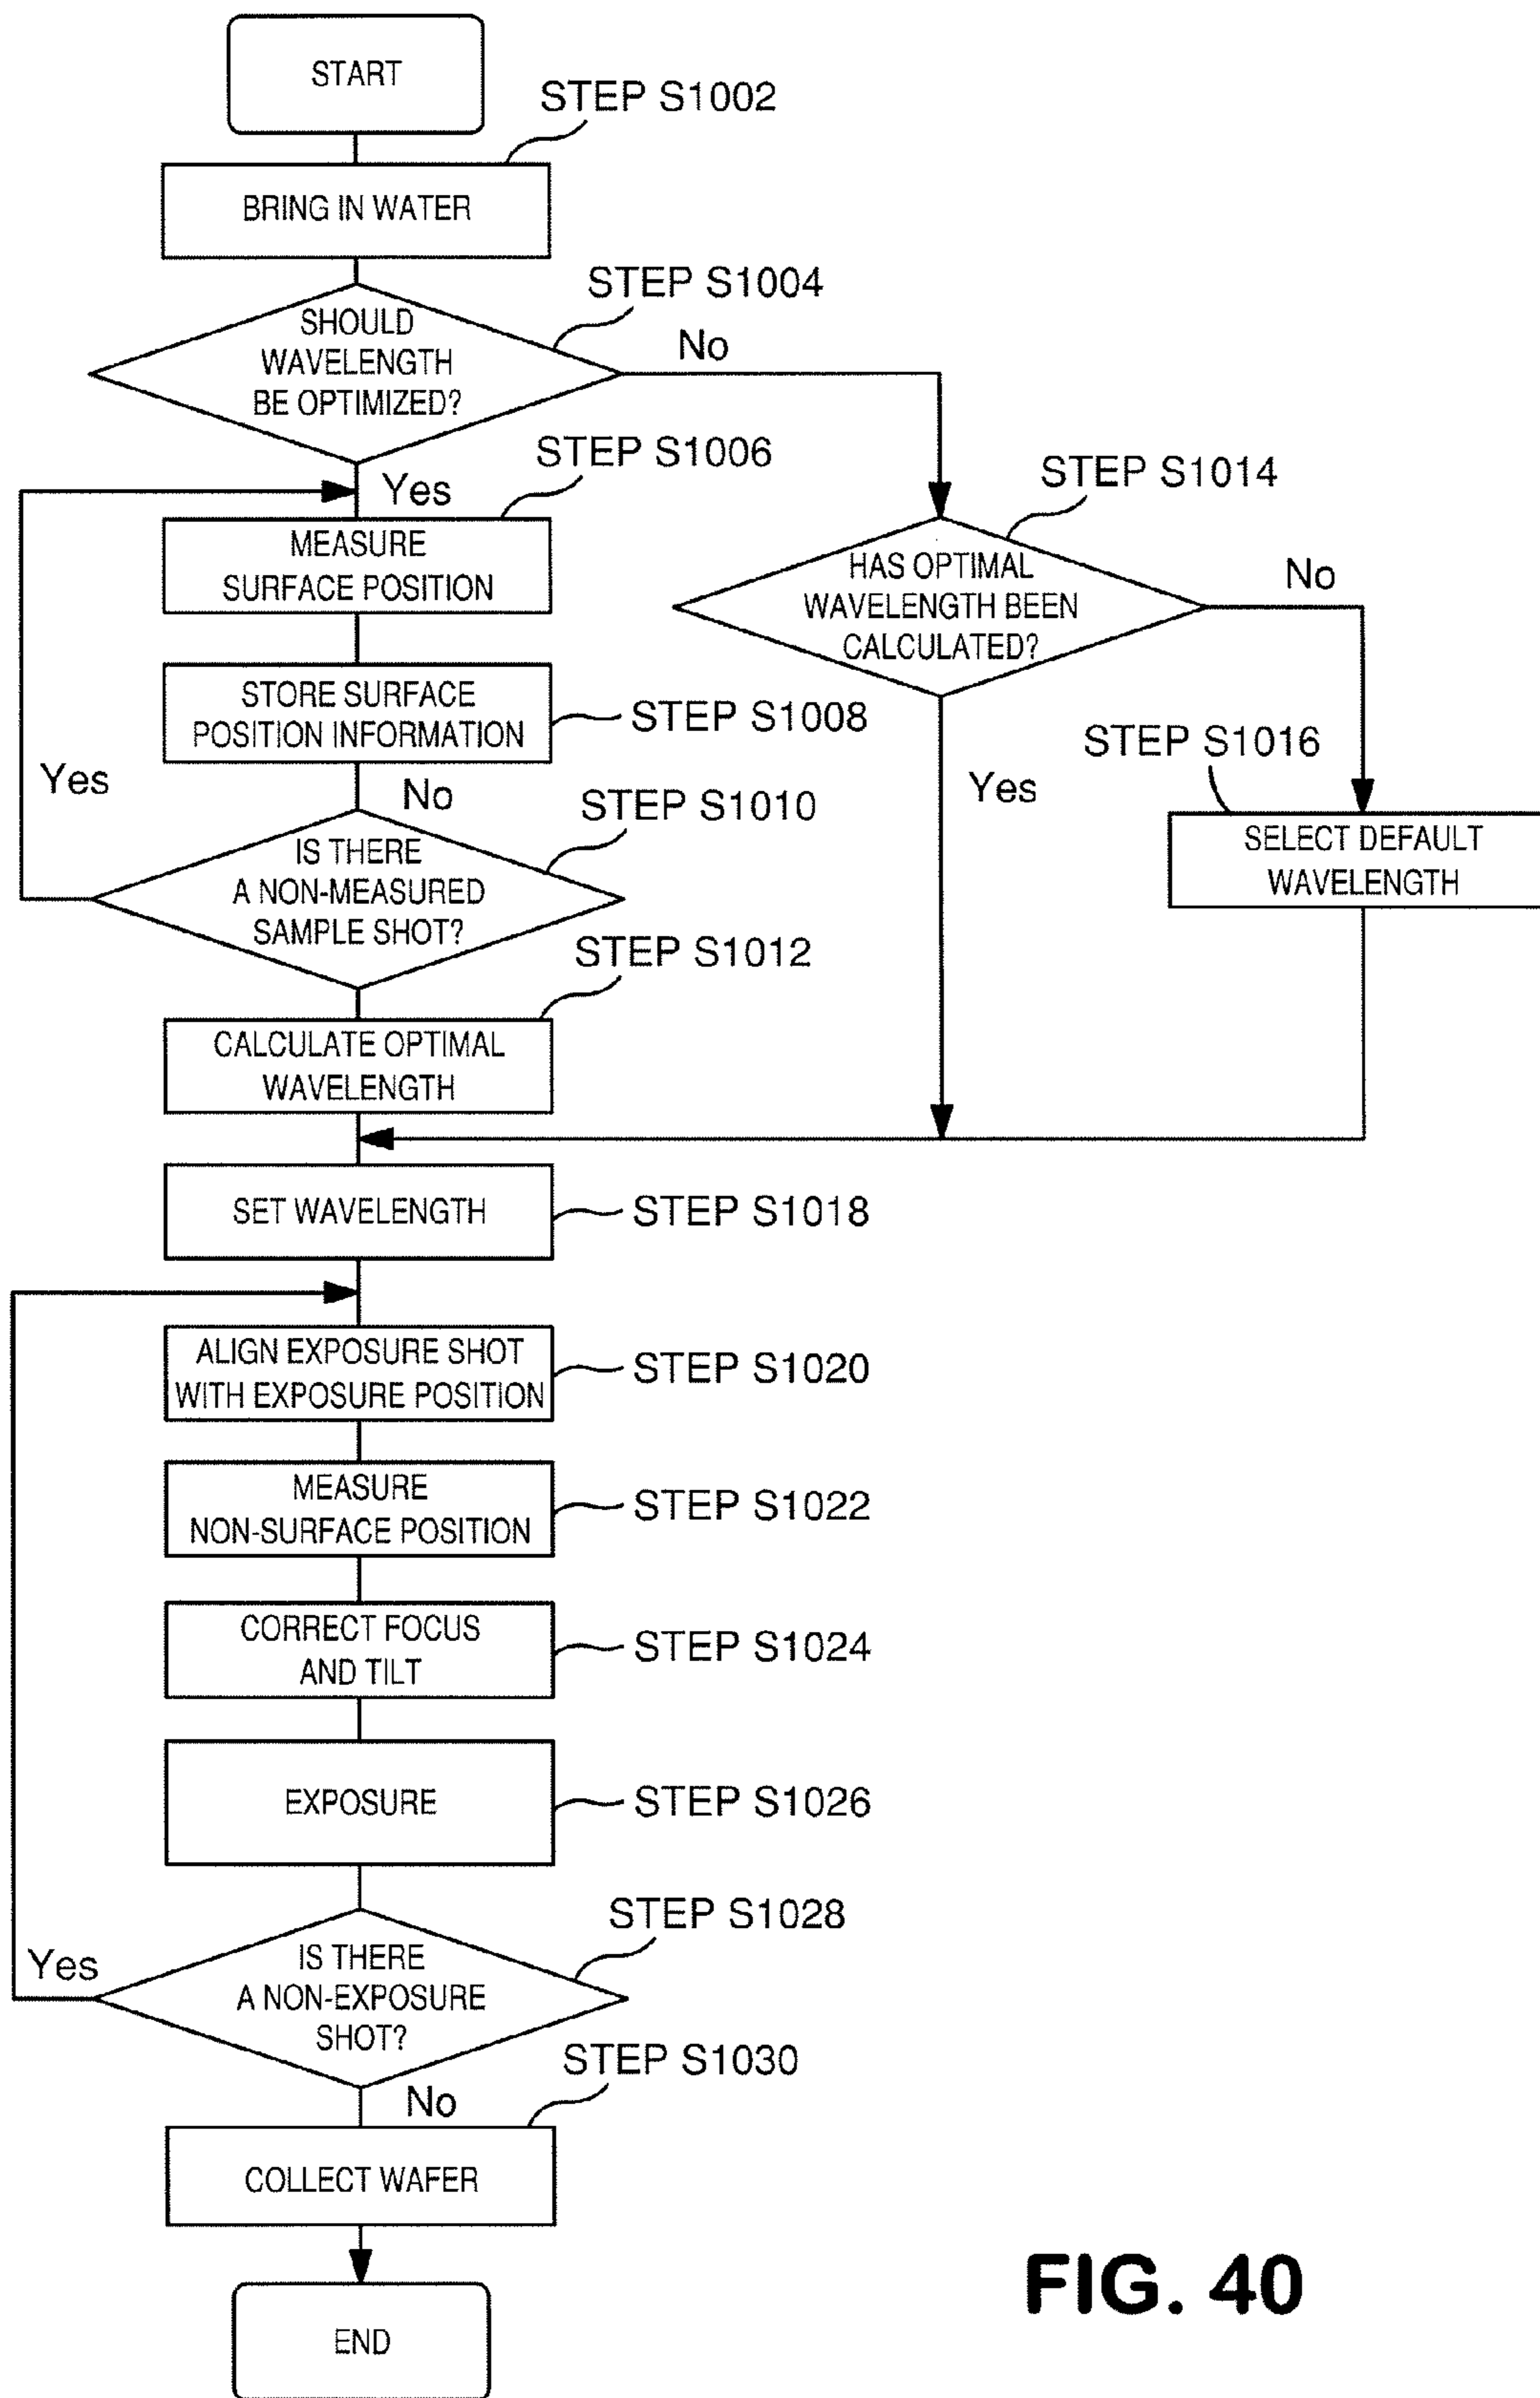 START
STEP S1002
BRING IN WATER
STEP S1004
SHOULD
WAVELENGTH
BE OPTIMIZED?
No
Yes
STEP S1006
MEASURE
SURFACE POSITION
STEP S1014
HAS OPTIMAL
WAVELENGTH BEEN
CALCULATED?
No
STORE SURFACE
POSITION INFORMATION
STEP S1008
Yes
No
STEP S1010
IS THERE
A NON-MEASURED
SAMPLE SHOT?
Yes
STEP S1016
SELECT DEFAULT
WAVELENGTH
STEP S1012
CALCULATE OPTIMAL
WAVELENGTH
SET WAVELENGTH
STEP S1018
ALIGN EXPOSURE SHOT
WITH EXPOSURE POSITION
STEP S1020
MEASURE
NON-SURFACE POSITION
STEP S1022
CORRECT FOCUS
AND TILT
STEP S1024
EXPOSURE
STEP S1026
STEP S1028
Yes
IS THERE
A NON-EXPOSURE
SHOT?
STEP S1030
No
COLLECT WAFER
END
FIG. 40